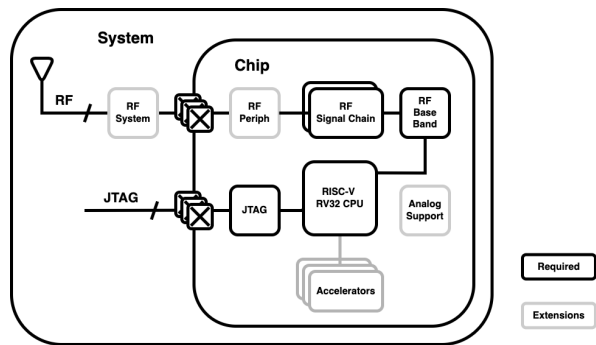 System
Chip
RF
RF
System
RF
Periph
RF
Signal Chain
RF
Base
Band
JTAG
JTAG
RISC-V
RV32 CPU
Analog
Support
Accelerators
Required
Extensions